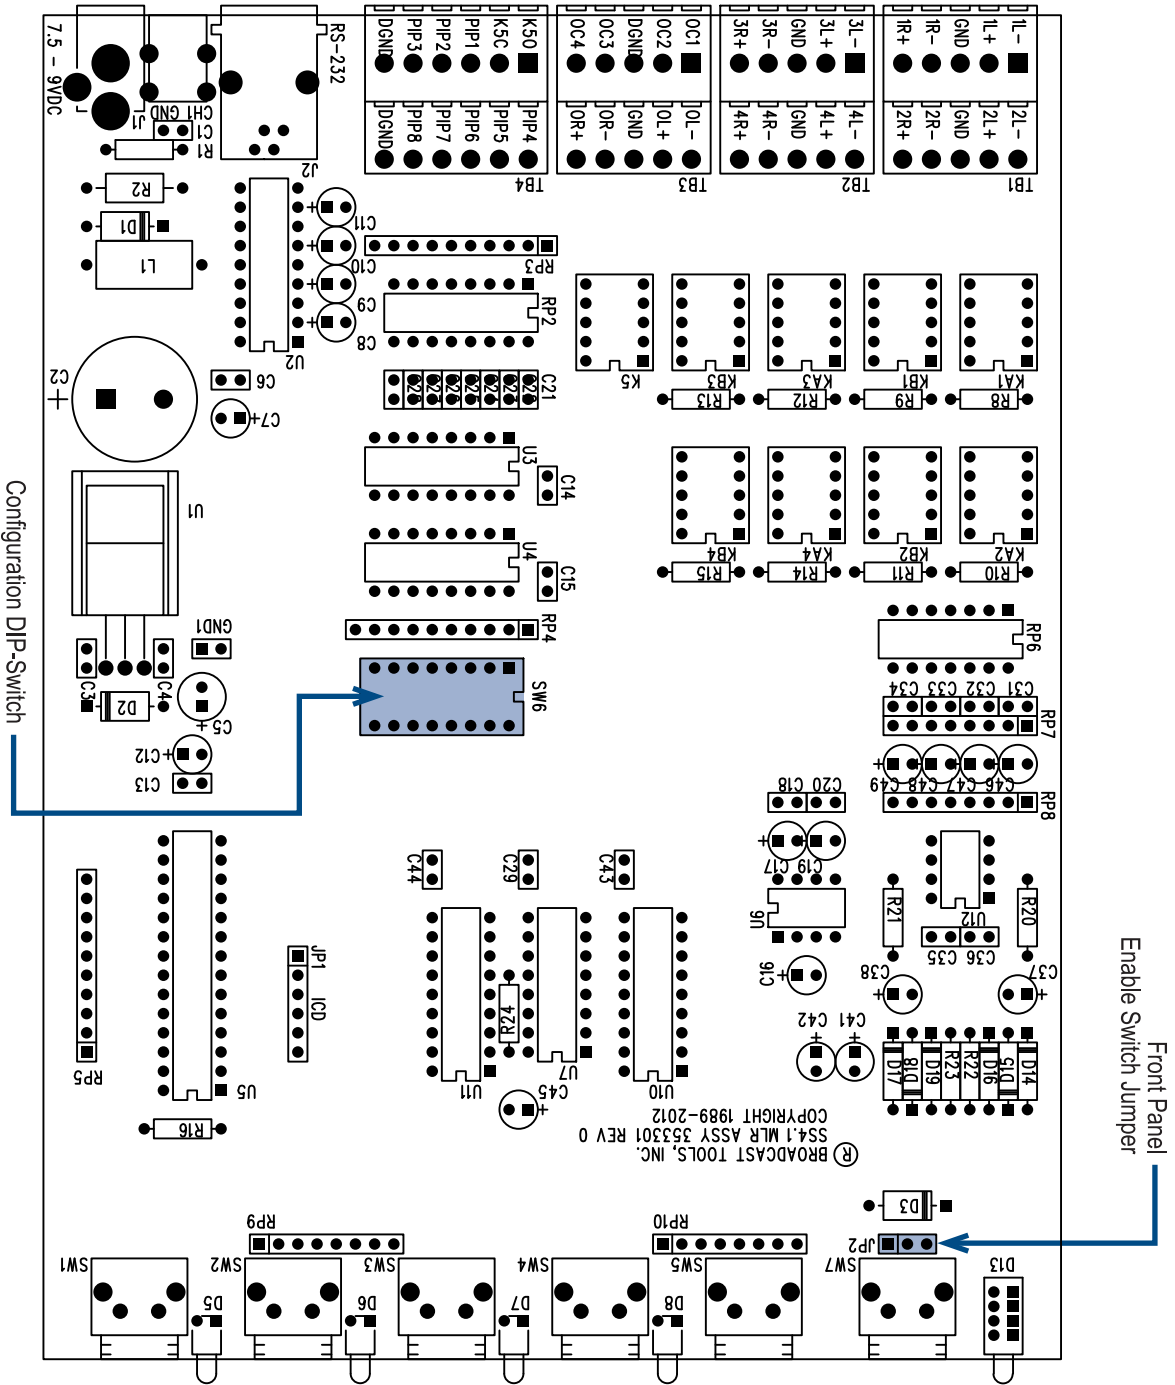 7.5 - 9VDC
J1
CH1
GND
C1
R1
RS-232
J2
K50
K5C
PIP1
PIP2
PIP3
DGND
PIP4
PIP5
PIP6
PIP7
PIP8
DGND
TB4
OC1
OC2
DGND
OC3
OC4
OL-
OL+
GND
OR-
OR+
TB3
3L-
3L+
GND
3R-
3R+
4L-
4L+
GND
4R-
4R+
TB2
1L-
1L+
GND
1R-
1R+
2L-
2L+
GND
2R-
2R+
TB1
R2
D1
L1
C11
C10
C9
C8
U2
RP3
RP2
K5
KB3
KA3
KB1
KA1
R13
R12
R9
R8
C2
C6
C7
C21
U3
C14
U1
KB4
KA4
KB2
KA2
R15
R14
R11
R10
U4
C15
RP4
GND1
C3
C4
D2
C5
C12
C13
SW6
RP6
C34
C33
C32
C31
RP7
C49
C48
C47
C46
RP8
C18
C20
C17
C19
U6
C16
U12
R21
R20
C35
C36
C38
C37
C44
C29
C43
RP5
U5
R16
JP1
ICD
U11
R24
U7
U10
C45
C42
C41
D17
D18
D19
R23
R22
D16
D15
D14
® BROADCAST TOOLS, INC.
SS4.1 MLR ASSY 353301 REV 0
COPYRIGHT 1989-2012
D3
JP2
RP9
RP10
SW1
SW2
SW3
SW4
SW5
SW7
D13
D5
D6
D7
D8
Configuration DIP-Switch
Front Panel
Enable Switch Jumper